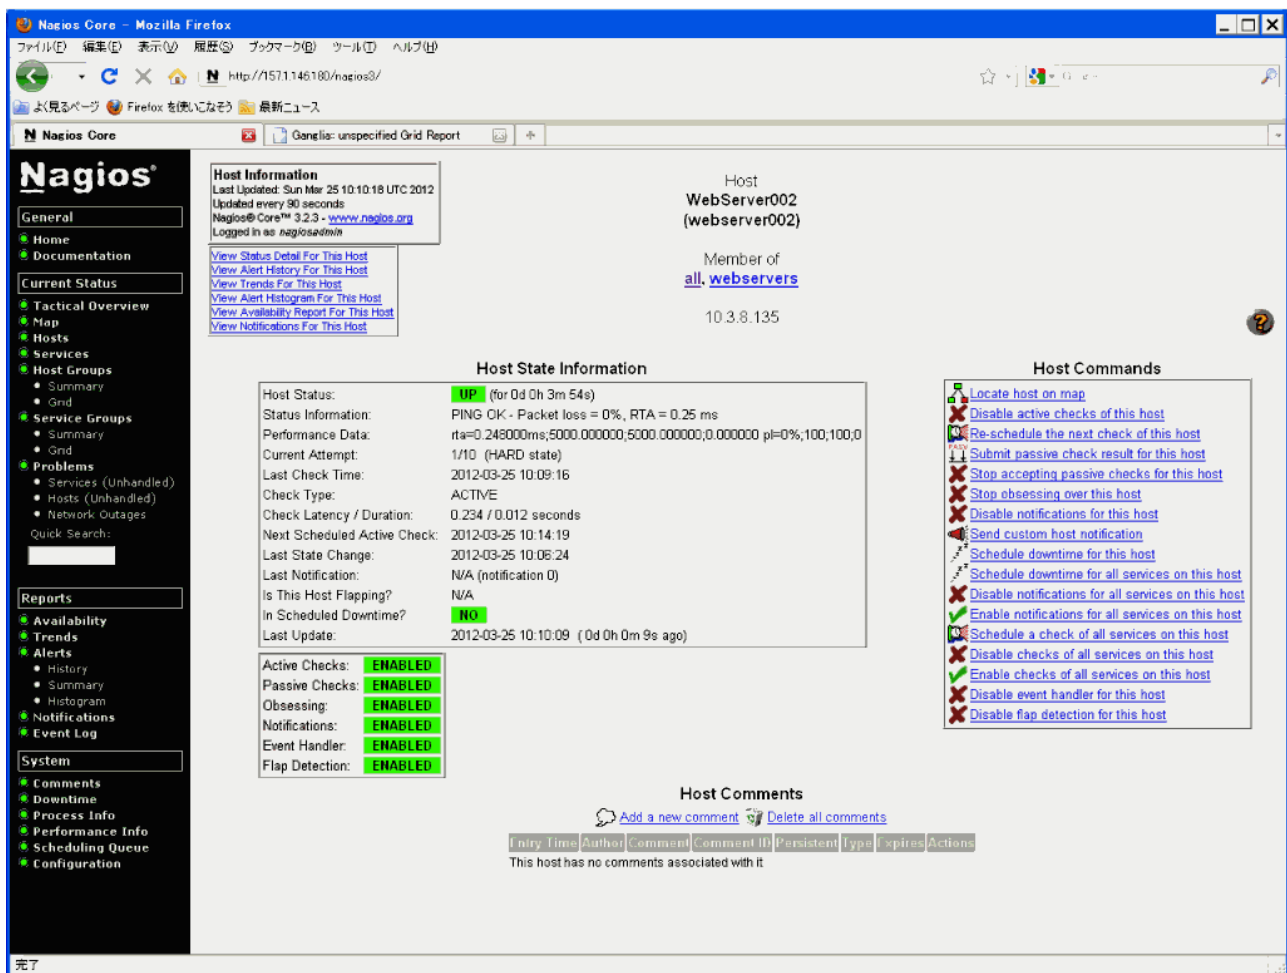 Nagios Core - Mozilla Firefox
ファイル(F) 編集(E) 表示(V) 履歴(S) ブックマーク(B) ツール(T) ヘルプ(H)
N http://157.1.146.180/nagios3/
よく見るページ Firefox を使いこなそう 最新ニュース
N Nagios Core
Ganglia: unspecified Grid Report
Nagios®
General
Home
Documentation
Current Status
Tactical Overview
Map
Hosts
Services
Host Groups
Summary
Grid
Service Groups
Summary
Grid
Problems
Services (Unhandled)
Hosts (Unhandled)
Network Outages
Quick Search:
Reports
Availability
Trends
Alerts
History
Summary
Histogram
Notifications
Event Log
System
Comments
Downtime
Process Info
Performance Info
Scheduling Queue
Configuration
Host Information
Last Updated: Sun Mar 25 10:10:18 UTC 2012
Updated every 90 seconds
Nagios® Core™ 3.2.3 - www.nagios.org
Logged in as nagiosadmin
View Status Detail For This Host
View Alert History For This Host
View Trends For This Host
View Alert Histogram For This Host
View Availability Report For This Host
View Notifications For This Host
Host
WebServer002
(webserver002)
Member of
all, webservers
10.3.8.135
Host State Information
Host Status: UP (for 0d 0h 3m 54s)
Status Information: PING OK - Packet loss = 0%, RTA = 0.25 ms
Performance Data: rta=0.248000ms;5000.000000;5000.000000;0.000000 pl=0%;100;100;0
Current Attempt: 1/10 (HARD state)
Last Check Time: 2012-03-25 10:09:16
Check Type: ACTIVE
Check Latency / Duration: 0.234 / 0.012 seconds
Next Scheduled Active Check: 2012-03-25 10:14:19
Last State Change: 2012-03-25 10:06:24
Last Notification: N/A (notification 0)
Is This Host Flapping? N/A
In Scheduled Downtime? NO
Last Update: 2012-03-25 10:10:09 ( 0d 0h 0m 9s ago)
Active Checks: ENABLED
Passive Checks: ENABLED
Obsessing: ENABLED
Notifications: ENABLED
Event Handler: ENABLED
Flap Detection: ENABLED
Host Commands
Locate host on map
Disable active checks of this host
Re-schedule the next check of this host
Submit passive check result for this host
Stop accepting passive checks for this host
Stop obsessing over this host
Disable notifications for this host
Send custom host notification
Schedule downtime for this host
Schedule downtime for all services on this host
Disable notifications for all services on this host
Enable notifications for all services on this host
Schedule a check of all services on this host
Disable checks of all services on this host
Enable checks of all services on this host
Disable event handler for this host
Disable flap detection for this host
Host Comments
Add a new comment Delete all comments
Entry Time Author Comment Comment ID Persistent Type Expires Actions
This host has no comments associated with it
完了